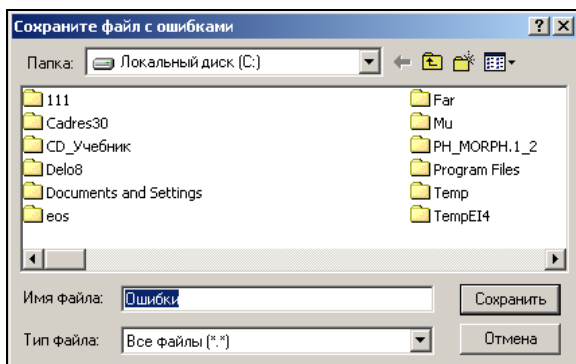 Сохраните файл с ошибками
Папка: Локальный диск (C:)
111
Cadres30
CD_Учебник
Delo8
Documents and Settings
eos
Far
Mu
PH_MORPH.1_2
Program Files
Temp
TempEI4
Имя файла: Ошибки Сохранить
Тип файла: Все файлы (*.*) Отмена